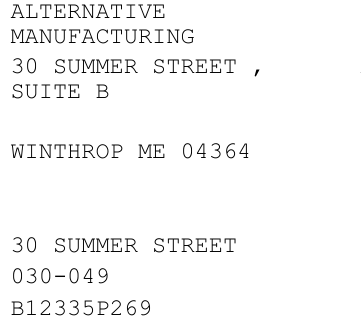 ALTERNATIVE
MANUFACTURING
30 SUMMER STREET ,
SUITE B
WINTHROP ME 04364
30 SUMMER STREET
030-049
B12335P269